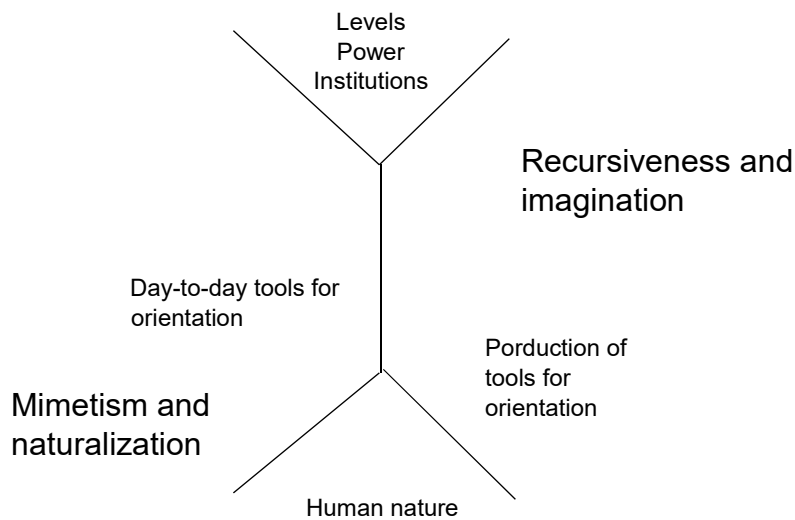 Levels
Power
Institutions
Recursiveness and
imagination
Day-to-day tools for
orientation
Porduction of
tools for
orientation
Mimetism and
naturalization
Human nature